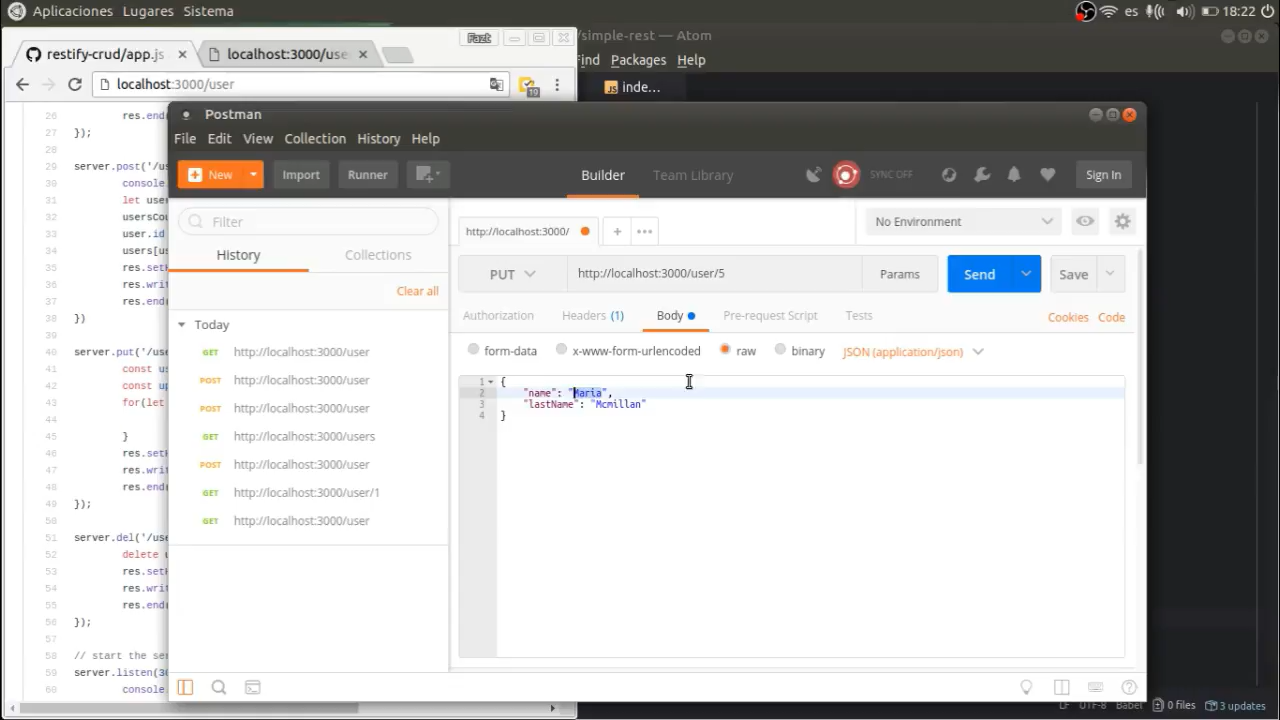 Aplicaciones Lugares Sistema
es 18:22
restify-crud/app.js
localhost:3000/use
Fazt
/simple-rest — Atom
Find Packages Help
localhost:3000/user
19
inde...
26 res.end
27 });
28
29 server.post('/us
30 console.
31 let user
32 usersCou
33 user.id
34 users[us
35 res.setH
36 res.writ
37 res.end(
38 })
39
40 server.put('/use
41 const us
42 const up
43 for(let
44
45 }
46 res.setH
47 res.writ
48 res.end(
49 });
50
51 server.del('/use
52 delete u
53 res.setH
54 res.writ
55 res.end(
56 });
57
58 // start the ser
59 server.listen(30
60 console.
Postman
File Edit View Collection History Help
New Import Runner
Builder Team Library
SYNC OFF
Sign In
Filter
History Collections
Clear all
Today
GET http://localhost:3000/user
POST http://localhost:3000/user
POST http://localhost:3000/user
GET http://localhost:3000/users
POST http://localhost:3000/user
GET http://localhost:3000/user/1
GET http://localhost:3000/user
http://localhost:3000/
No Environment
PUT http://localhost:3000/user/5 Params Send Save
Authorization Headers (1) Body Pre-request Script Tests Cookies Code
form-data x-www-form-urlencoded raw binary JSON (application/json)
1 {
2 "name": "Maria",
3 "lastName": "Mcmillan"
4 }
LF UTF-8 Babel 0 files 3 updates